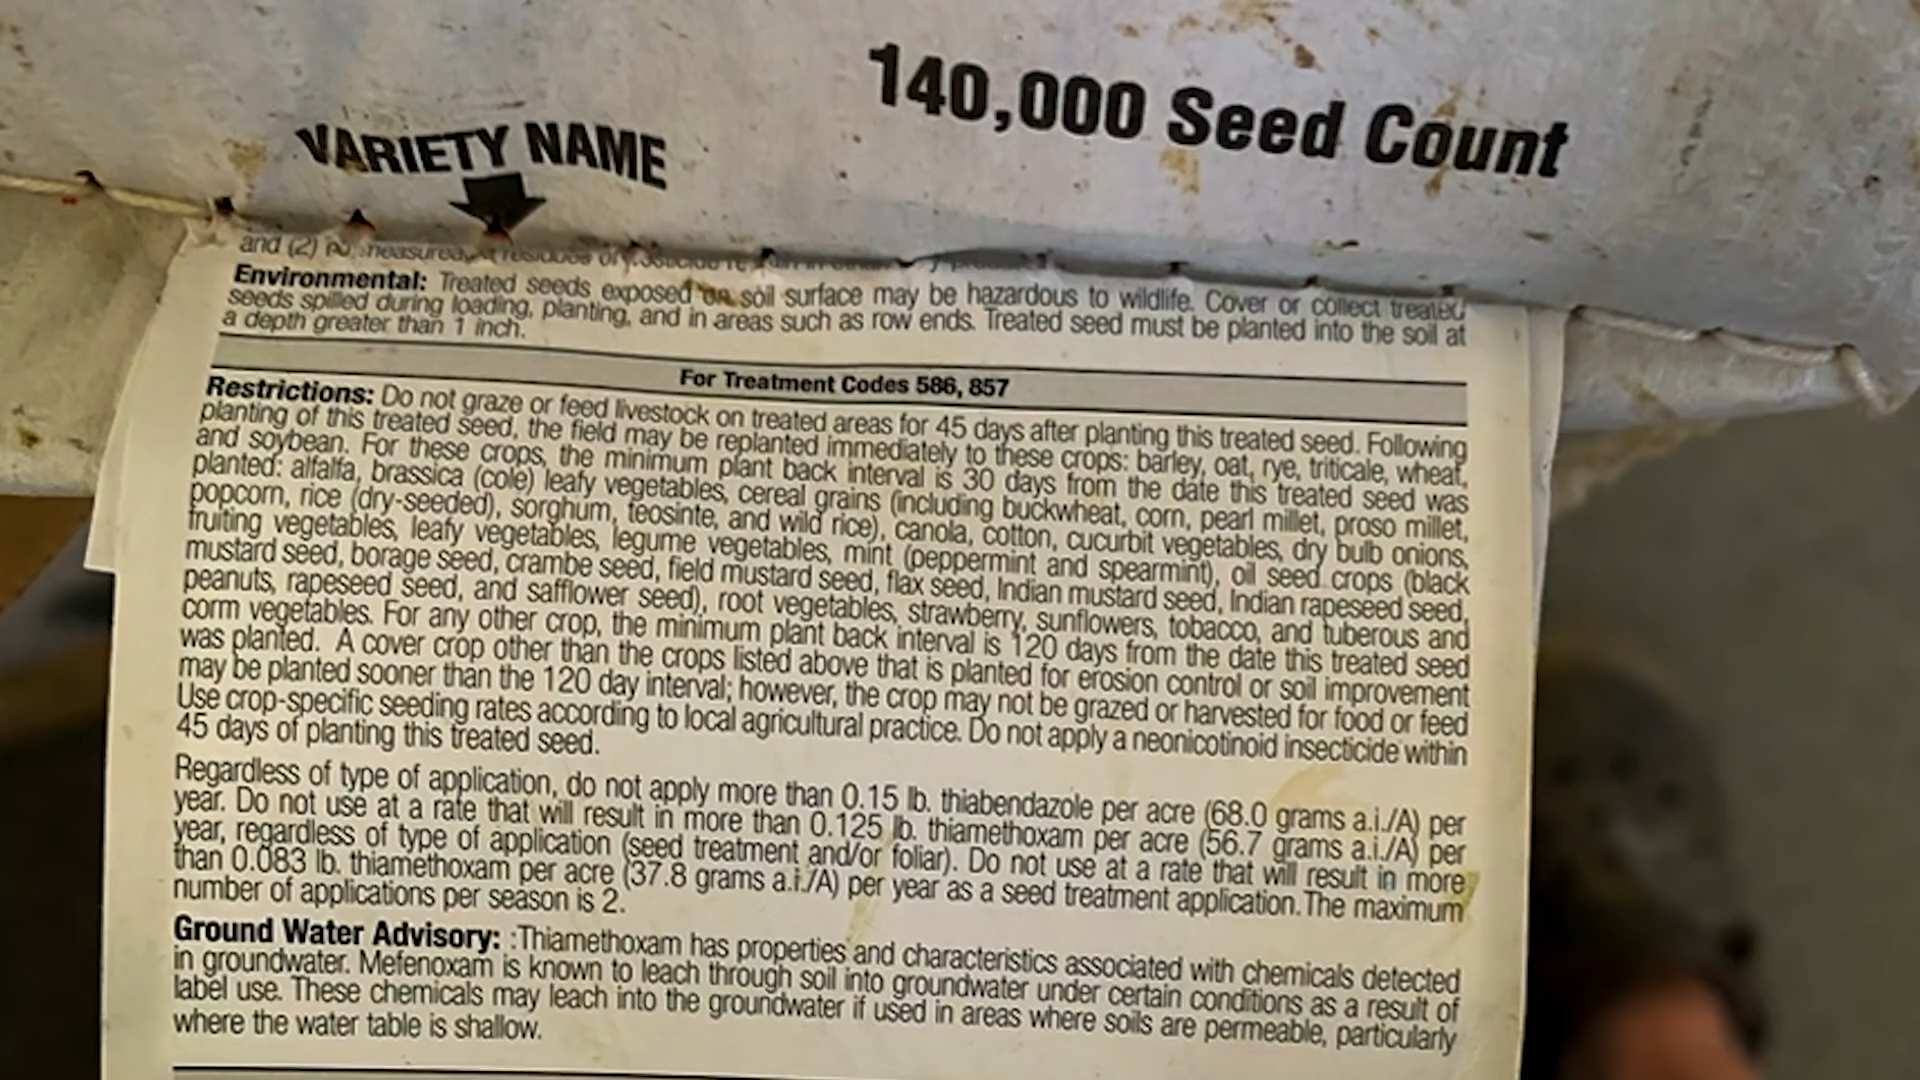 140,000 Seed Count
VARIETY NAME
and (2)
Environmental: Treated seeds exposed on soil surface may be hazardous to wildlife. Cover or collect treated
seeds spilled during loading, planting, and in areas such as row ends. Treated seed must be planted into the soil at
a depth greater than 1 inch.
For Treatment Codes 586, 857
Restrictions: Do not graze or feed livestock on treated areas for 45 days after planting this treated seed. Following
planting of this treated seed, the field may be replanted immediately to these crops: barley, oat, rye, triticale, wheat,
and soybean. For these crops, the minimum plant back interval is 30 days from the date this treated seed was
planted: alfalfa, brassica (cole) leafy vegetables, cereal grains (including buckwheat, corn, pearl millet, proso millet,
popcorn, rice (dry-seeded), sorghum, teosinte, and wild rice), canola, cotton, cucurbit vegetables, dry bulb onions,
fruiting vegetables, leafy vegetables, legume vegetables, mint (peppermint and spearmint), oil seed crops (black
mustard seed, borage seed, crambe seed, field mustard seed, flax seed, Indian mustard seed, Indian rapeseed seed,
peanuts, rapeseed seed, and safflower seed), root vegetables, strawberry, sunflowers, tobacco, and tuberous and
corm vegetables. For any other crop, the minimum plant back interval is 120 days from the date this treated seed
was planted. A cover crop other than the crops listed above that is planted for erosion control or soil improvement
may be planted sooner than the 120 day interval; however, the crop may not be grazed or harvested for food or feed
Use crop-specific seeding rates according to local agricultural practice. Do not apply a neonicotinoid insecticide within
45 days of planting this treated seed.
Regardless of type of application, do not apply more than 0.15 lb. thiabendazole per acre (68.0 grams a.i./A) per
year. Do not use at a rate that will result in more than 0.125 lb. thiamethoxam per acre (56.7 grams a.i./A) per
year, regardless of type of application (seed treatment and/or foliar). Do not use at a rate that will result in more
than 0.083 lb. thiamethoxam per acre (37.8 grams a.i./A) per year as a seed treatment application. The maximum
number of applications per season is 2.
Ground Water Advisory: :Thiamethoxam has properties and characteristics associated with chemicals detected
in groundwater. Mefenoxam is known to leach through soil into groundwater under certain conditions as a result of
label use. These chemicals may leach into the groundwater if used in areas where soils are permeable, particularly
where the water table is shallow.